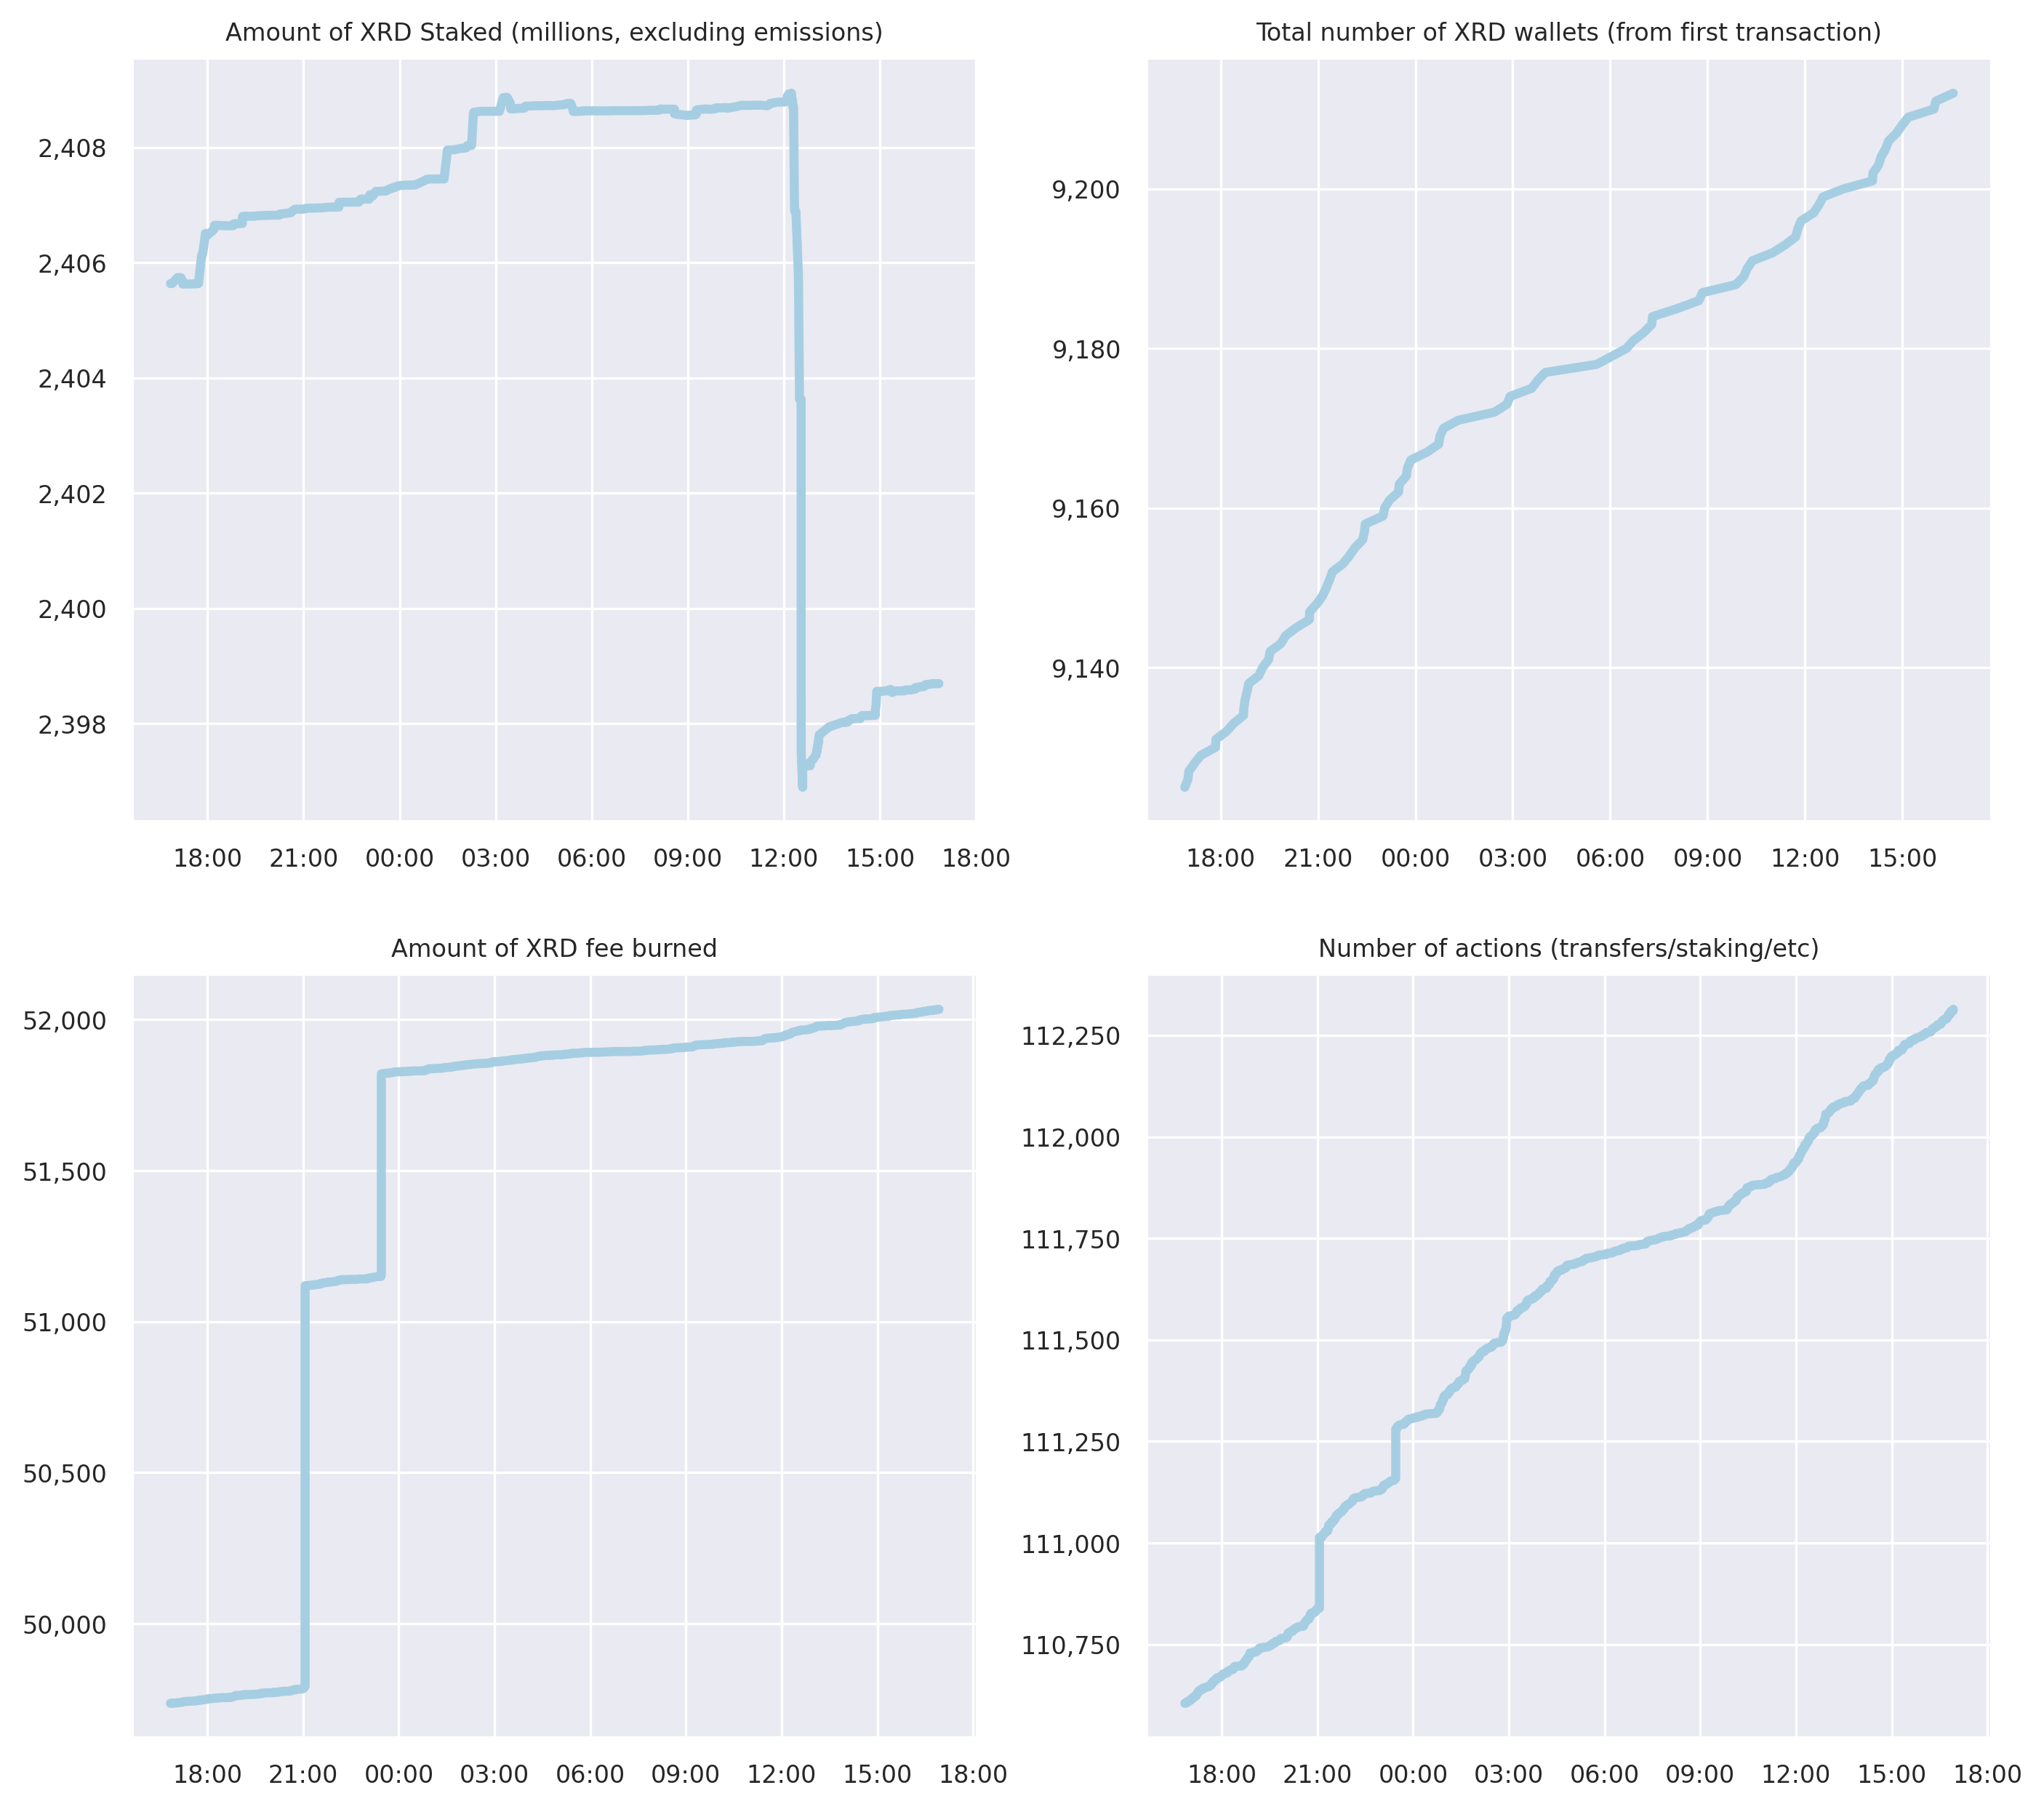 Amount of XRD Staked (millions, excluding emissions)
2,408
2,406
2,404
2,402
2,400
2,398
18:00 21:00 00:00 03:00 06:00 09:00 12:00 15:00 18:00
Total number of XRD wallets (from first transaction)
9,200
9,180
9,160
9,140
18:00 21:00 00:00 03:00 06:00 09:00 12:00 15:00
Amount of XRD fee burned
52,000
51,500
51,000
50,500
50,000
18:00 21:00 00:00 03:00 06:00 09:00 12:00 15:00 18:00
Number of actions (transfers/staking/etc)
112,250
112,000
111,750
111,500
111,250
111,000
110,750
18:00 21:00 00:00 03:00 06:00 09:00 12:00 15:00 18:00